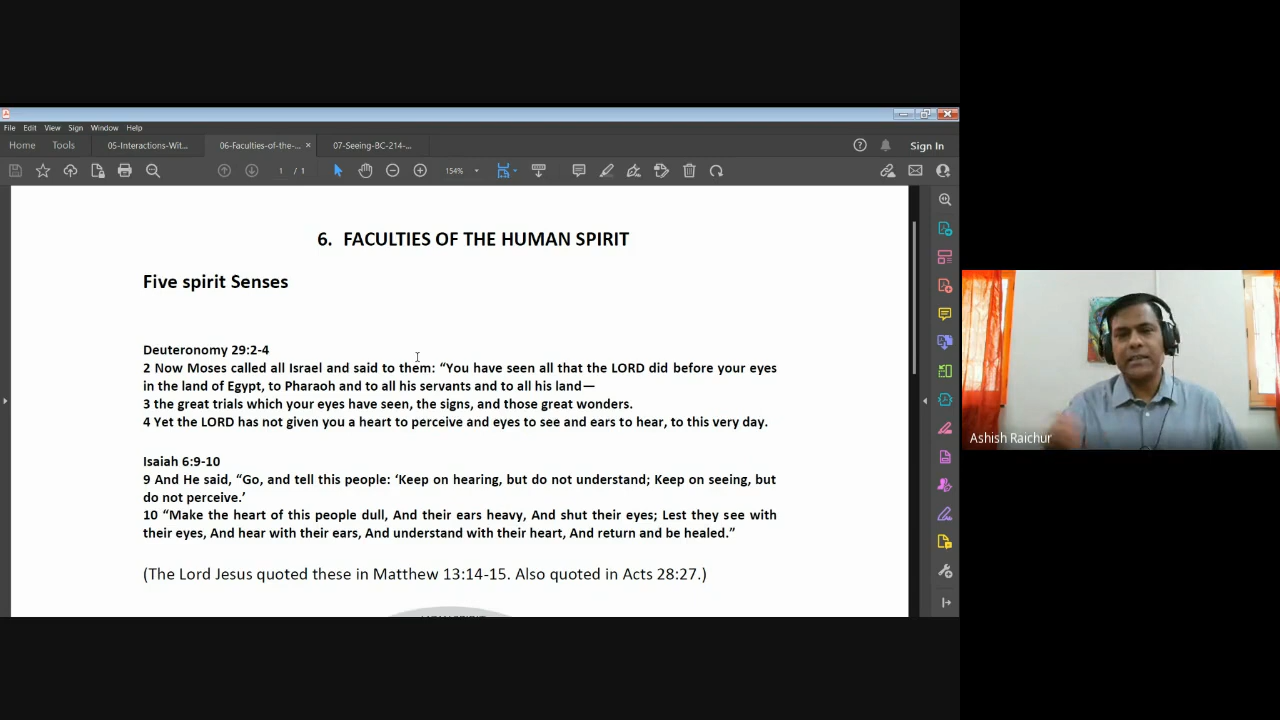 File Edit View Sign Window Help
Home Tools 05-Interactions-Wit... 06-Faculties-of-the-... × 07-Seeing-BC-214-... Sign In
1 / 1 154%
6. FACULTIES OF THE HUMAN SPIRIT
Five spirit Senses
Deuteronomy 29:2-4
2 Now Moses called all Israel and said to them: “You have seen all that the LORD did before your eyes
in the land of Egypt, to Pharaoh and to all his servants and to all his land—
3 the great trials which your eyes have seen, the signs, and those great wonders.
4 Yet the LORD has not given you a heart to perceive and eyes to see and ears to hear, to this very day.
Isaiah 6:9-10
9 And He said, “Go, and tell this people: ‘Keep on hearing, but do not understand; Keep on seeing, but
do not perceive.’
10 “Make the heart of this people dull, And their ears heavy, And shut their eyes; Lest they see with
their eyes, And hear with their ears, And understand with their heart, And return and be healed.”
(The Lord Jesus quoted these in Matthew 13:14-15. Also quoted in Acts 28:27.)
Ashish Raichur